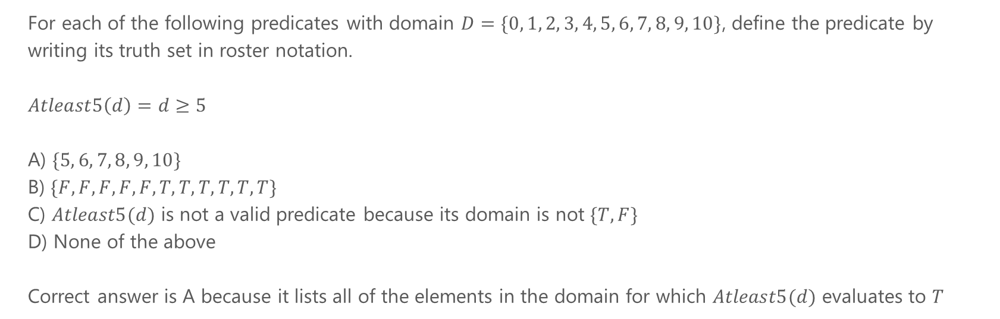 For each of the following predicates with domain D = {0, 1, 2, 3, 4, 5, 6, 7, 8, 9, 10}, define the predicate by
writing its truth set in roster notation.
Atleast5(d) = d ≥ 5
A) {5, 6, 7, 8, 9, 10}
B) {F, F, F, F, F, T, T, T, T, T, T}
C) Atleast5(d) is not a valid predicate because its domain is not {T, F}
D) None of the above
Correct answer is A because it lists all of the elements in the domain for which Atleast5(d) evaluates to T